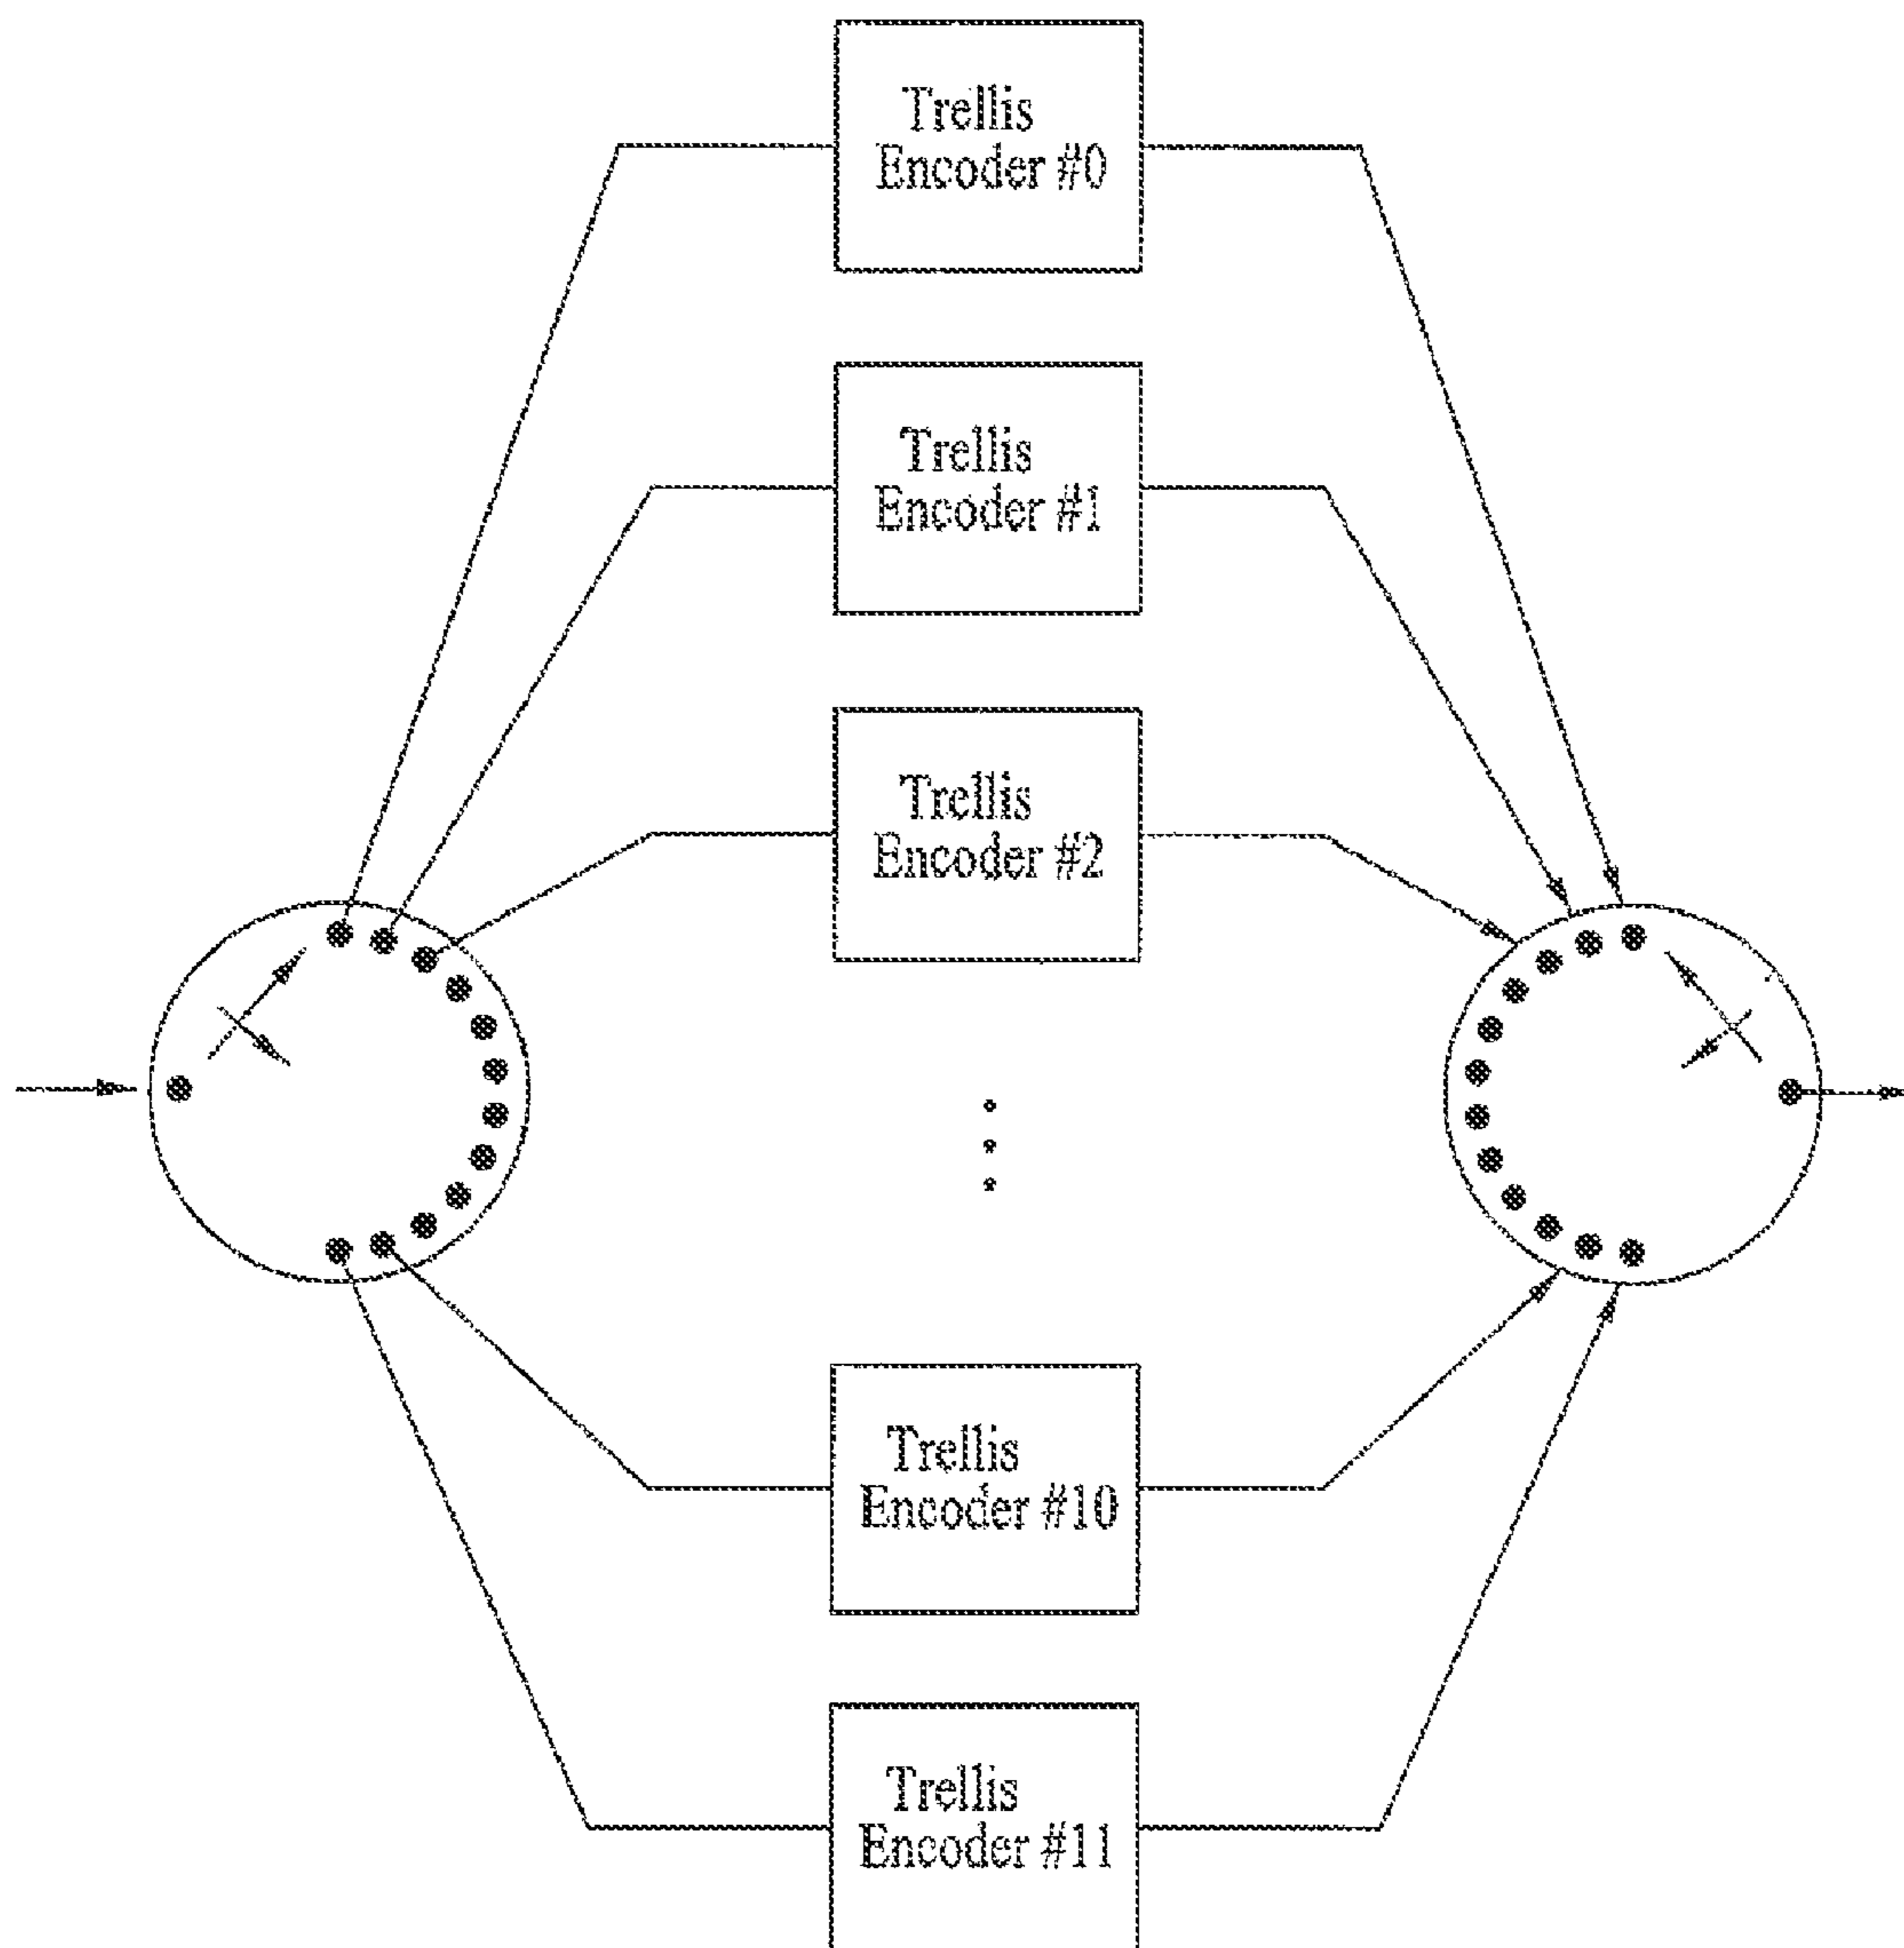 Trellis
Encoder #0
Trellis
Encoder #1
Trellis
Encoder #2
Trellis
Encoder #10
Trellis
Encoder #11